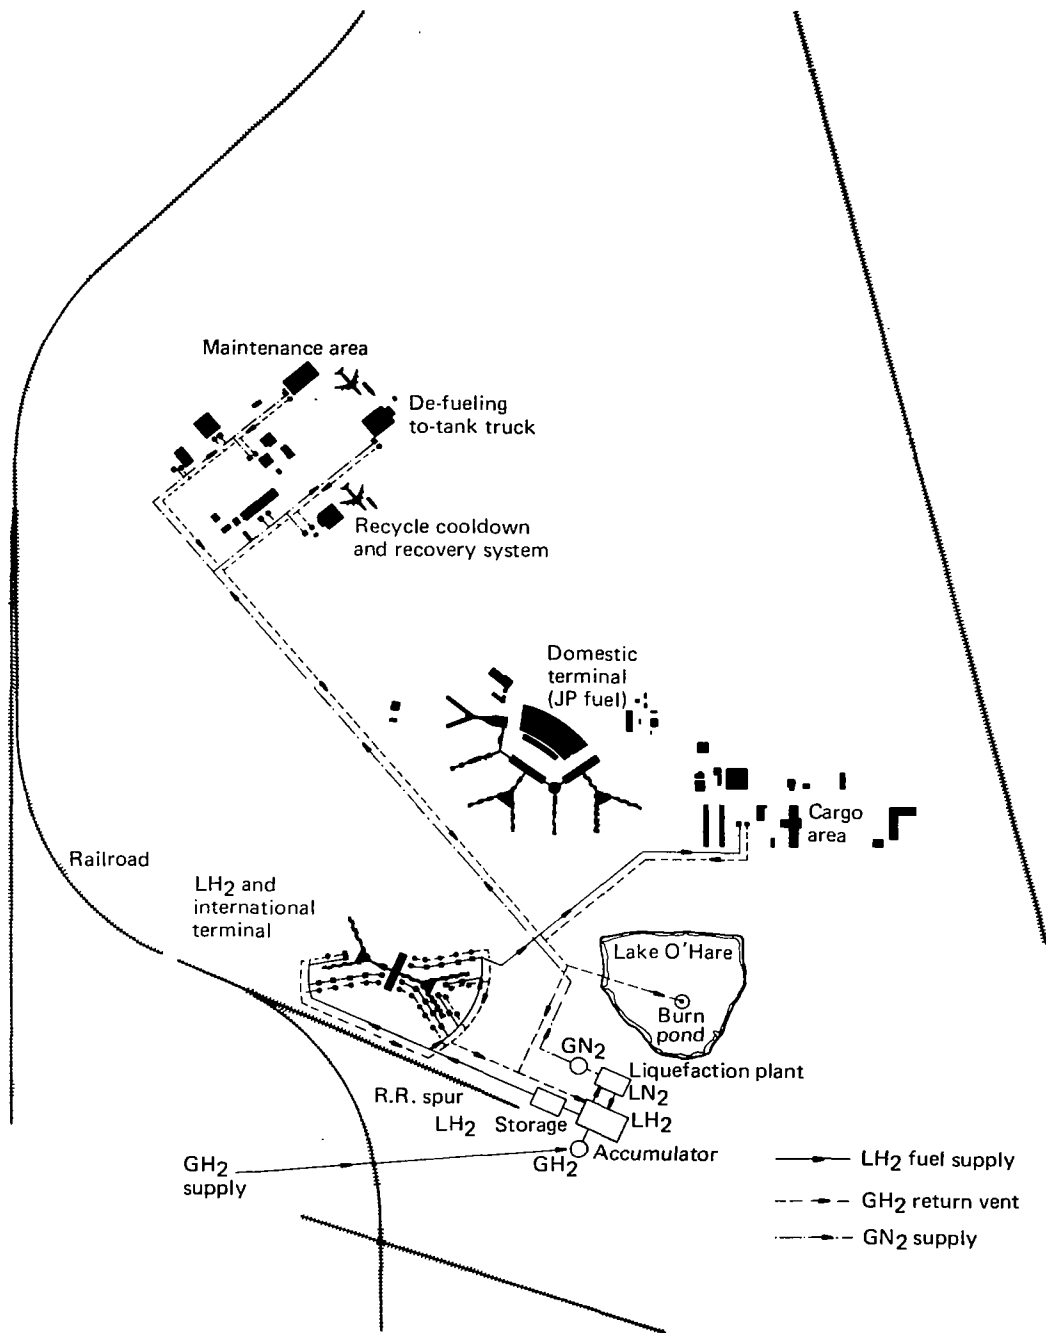 Maintenance area
De-fueling
to-tank truck
Recycle cooldown
and recovery system
Domestic
terminal
(JP fuel)
Cargo
area
Railroad
LH2 and
international
terminal
Lake O'Hare
Burn
pond
GN2
Liquefaction plant
LN2
R.R. spur
LH2
Storage
LH2
GH2
Accumulator
GH2
supply
LH2 fuel supply
GH2 return vent
GN2 supply